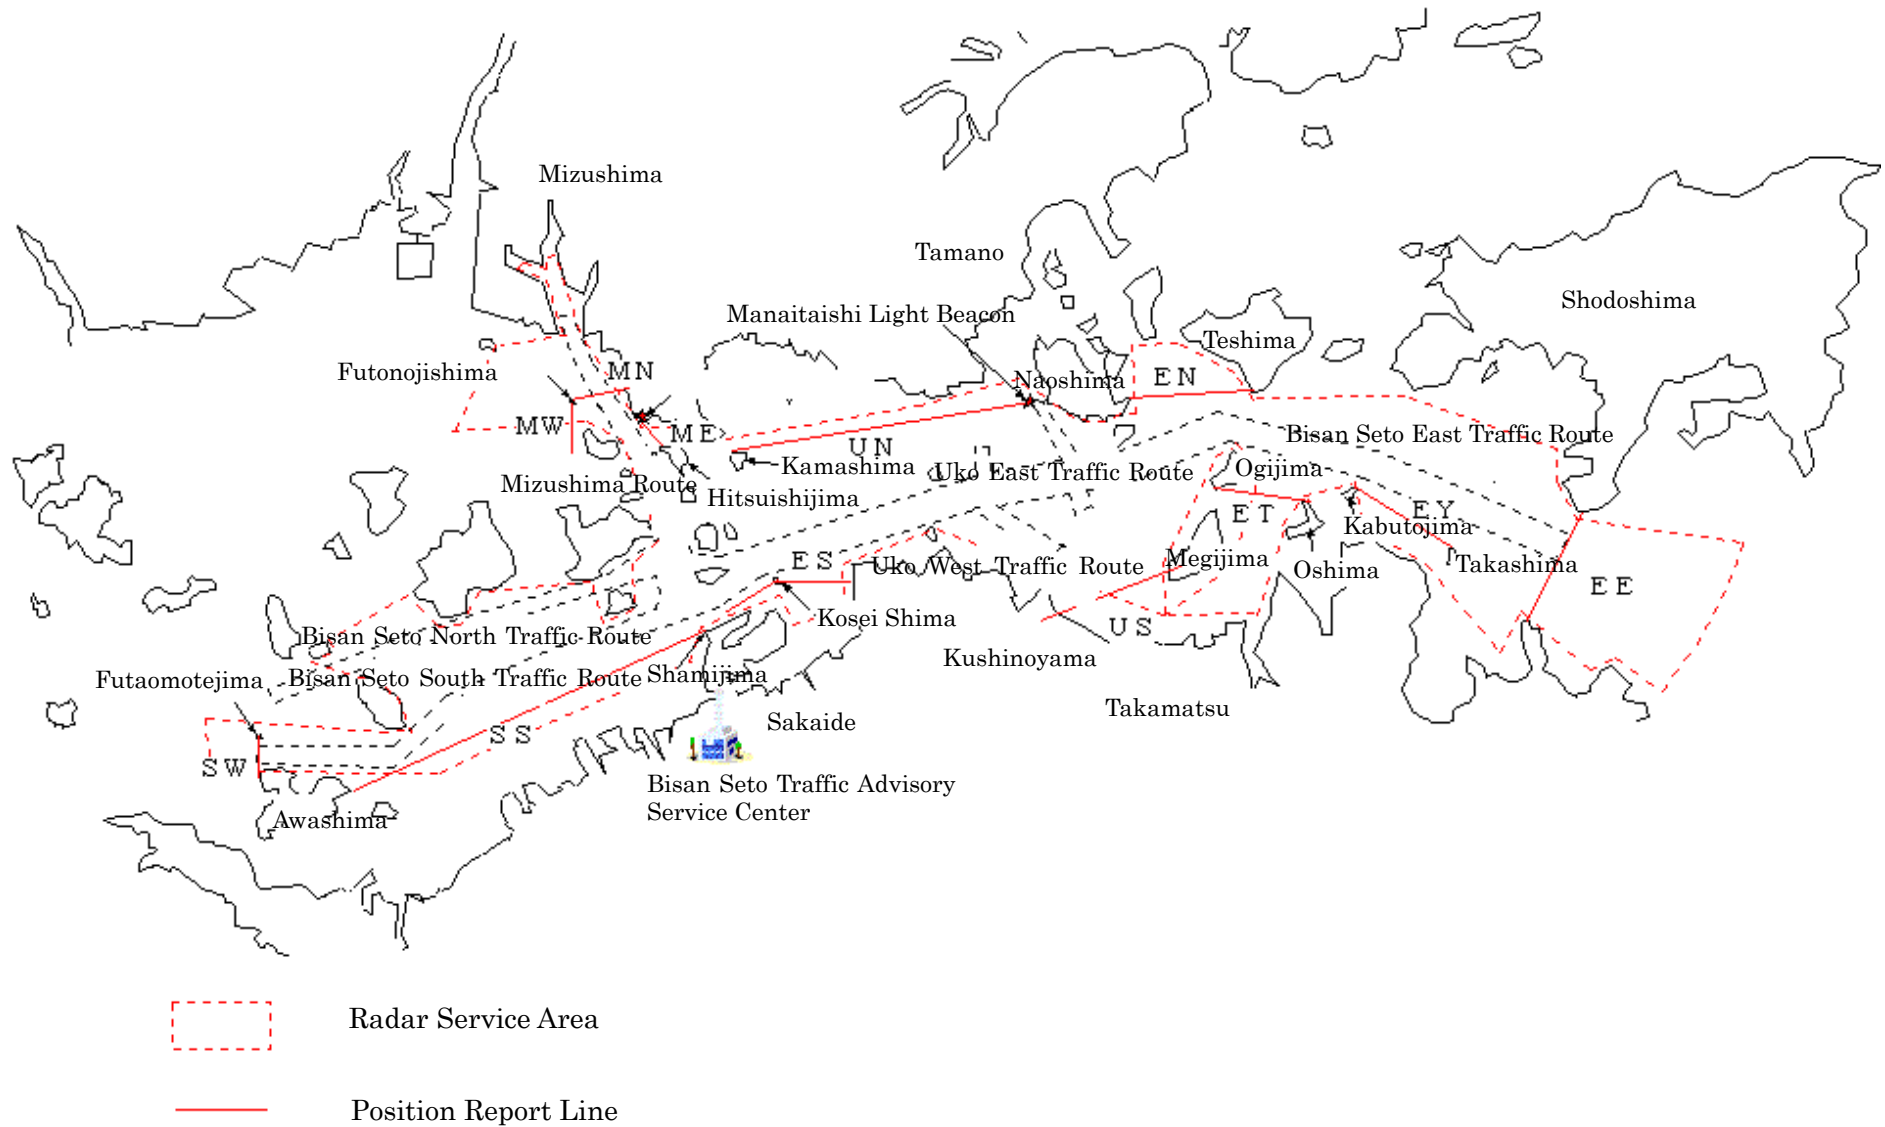 Mizushima
Tamano
Shodoshima
Manaitaishi Light Beacon
Teshima
Futonojishima
MN
Naoshima
EN
MW
ME
UN
Bisan Seto East Traffic Route
Kamashima
Uko East Traffic Route
Ogijima
Mizushima Route
Hitsuishijima
ET
EY
Kabutojima
ES
Uko West Traffic Route
Megijima
Oshima
Takashima
EE
Kosei Shima
US
Bisan Seto North Traffic Route
Kushinoyama
Futaomotejima
Bisan Seto South Traffic Route
Shamijima
Takamatsu
Sakaide
SS
SW
Bisan Seto Traffic Advisory
Service Center
Awashima
Radar Service Area
Position Report Line